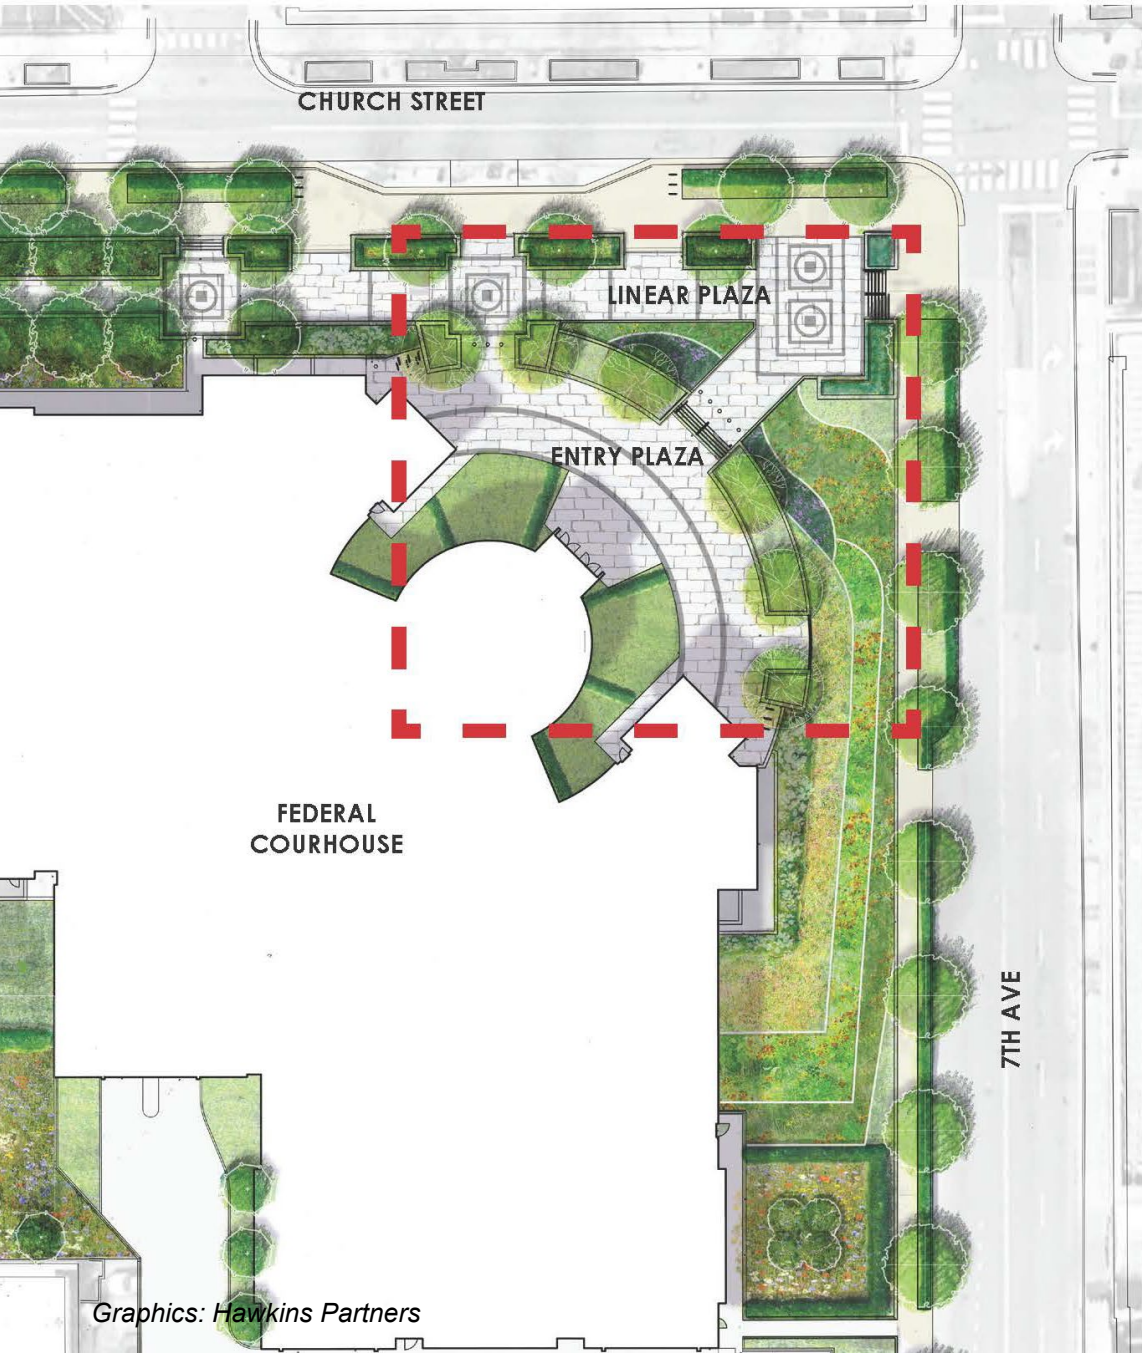 CHURCH STREET
LINEAR PLAZA
ENTRY PLAZA
FEDERAL
COURHOUSE
7TH AVE
Graphics: Hawkins Partners